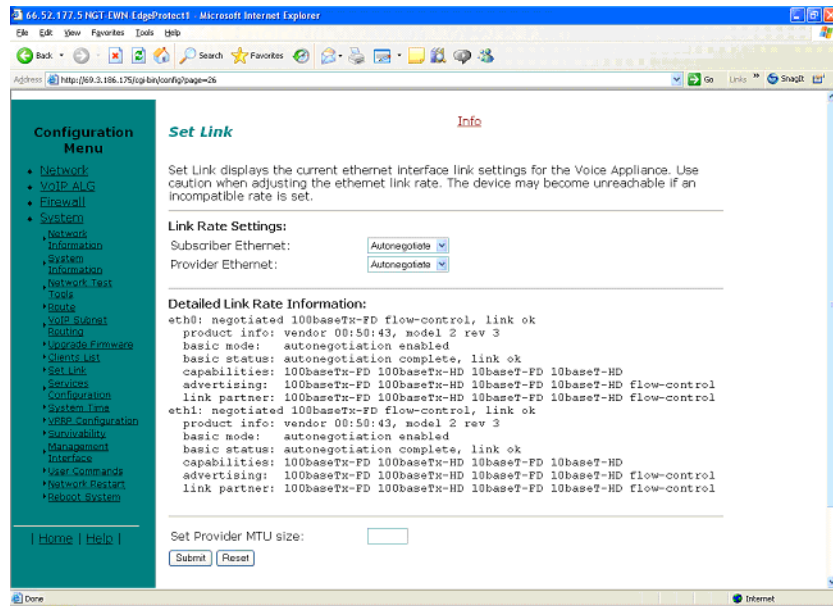 66.52.177.5 NGT-EWN-EdgeProtect1 - Microsoft Internet Explorer
File Edit View Favorites Tools Help
Back Search Favorites
Address http://69.3.186.175/cgi-bin/config?page=26 Go Links » SnagIt
Configuration
Menu
Network
VoIP ALG
Firewall
System
Network
Information
System
Information
Network Test
Tools
Route
VoIP Subnet
Routing
Upgrade Firmware
Clients List
Set Link
Services
Configuration
System Time
VRRP Configuration
Survivability
Management
Interface
User Commands
Network Restart
Reboot System
| Home | Help |
Info
Set Link
Set Link displays the current ethernet interface link settings for the Voice Appliance. Use
caution when adjusting the ethernet link rate. The device may become unreachable if an
incompatible rate is set.
Link Rate Settings:
Subscriber Ethernet: Autonegotiate
Provider Ethernet: Autonegotiate
Detailed Link Rate Information:
eth0: negotiated 100baseTx-FD flow-control, link ok
product info: vendor 00:50:43, model 2 rev 3
basic mode: autonegotiation enabled
basic status: autonegotiation complete, link ok
capabilities: 100baseTx-FD 100baseTx-HD 10baseT-FD 10baseT-HD
advertising: 100baseTx-FD 100baseTx-HD 10baseT-FD 10baseT-HD flow-control
link partner: 100baseTx-FD 100baseTx-HD 10baseT-FD 10baseT-HD flow-control
eth1: negotiated 100baseTx-FD flow-control, link ok
product info: vendor 00:50:43, model 2 rev 3
basic mode: autonegotiation enabled
basic status: autonegotiation complete, link ok
capabilities: 100baseTx-FD 100baseTx-HD 10baseT-FD 10baseT-HD
advertising: 100baseTx-FD 100baseTx-HD 10baseT-FD 10baseT-HD flow-control
link partner: 100baseTx-FD 100baseTx-HD 10baseT-FD 10baseT-HD flow-control
Set Provider MTU size:
Submit Reset
Done Internet